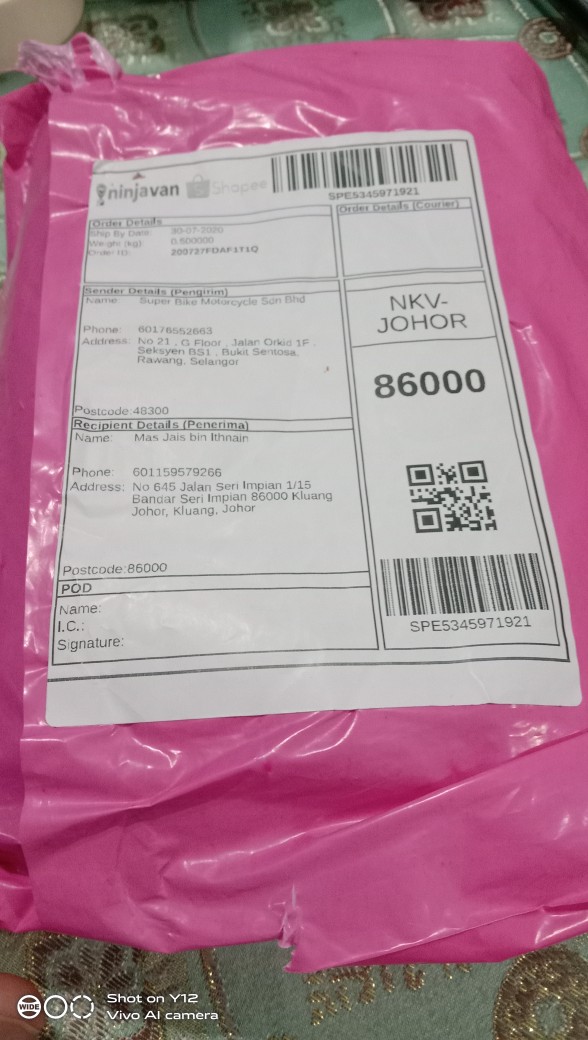 ninjavan Shopee
SPE5345971921
Order Details
Ship By Date: 30-07-2020
Weight (kg): 0.500000
Order ID: 200727FDAF1T1Q
Order Details (Courier)
Sender Details (Pengirim)
Name: Super Bike Motorcycle Sdn Bhd
Phone: 60176552663
Address: No 21 , G Floor , Jalan Orkid 1F ,
Seksyen BS1 , Bukit Sentosa,
Rawang, Selangor
Postcode:48300
NKV-
JOHOR
86000
Recipient Details (Penerima)
Name: Mas Jais bin Ithnain
Phone: 601159579266
Address: No 645 Jalan Seri Impian 1/15
Bandar Seri Impian 86000 Kluang
Johor, Kluang, Johor
Postcode:86000
POD
Name:
I.C.:
Signature:
SPE5345971921
WIDE
Shot on Y12
Vivo AI camera